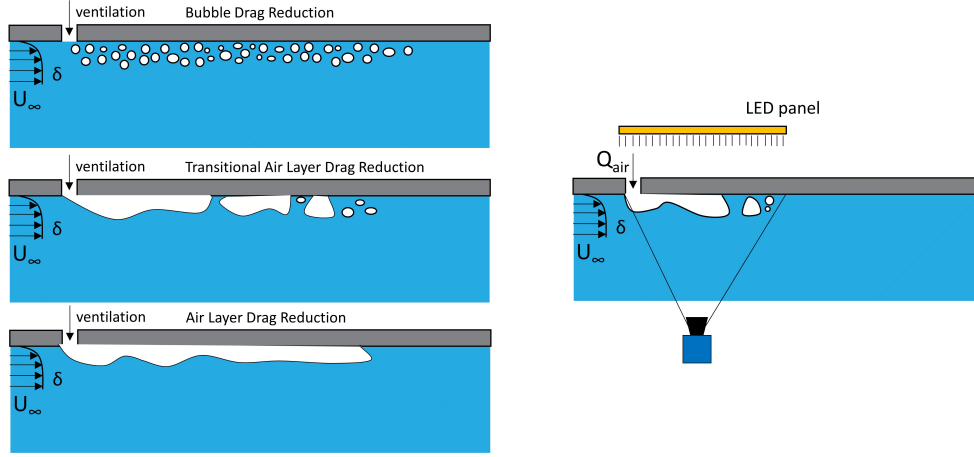 ventilation
Bubble Drag Reduction
δ
U∞
ventilation
Transitional Air Layer Drag Reduction
δ
U∞
ventilation
Air Layer Drag Reduction
δ
U∞
LED panel
Qair
δ
U∞